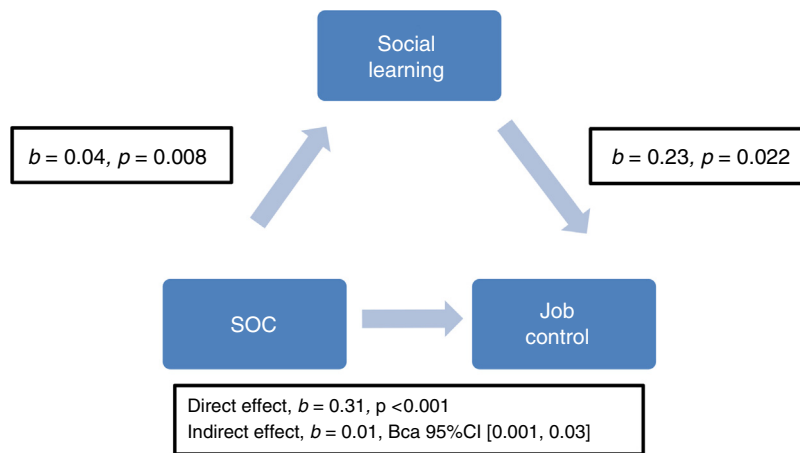 Social
learning
b = 0.04, p = 0.008
b = 0.23, p = 0.022
SOC
Job
control
Direct effect, b = 0.31, p <0.001
Indirect effect, b = 0.01, Bca 95%CI [0.001, 0.03]